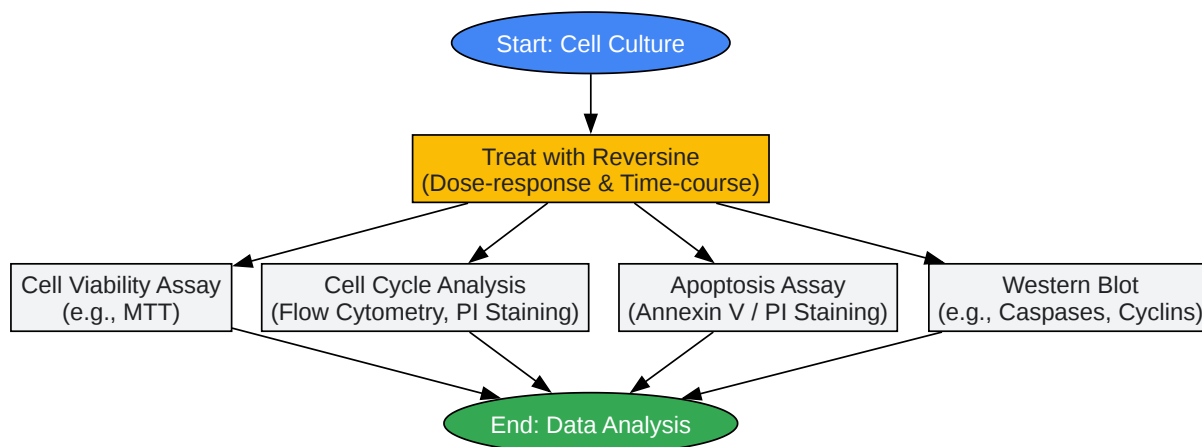 Start: Cell Culture
Treat with Reversine
(Dose-response & Time-course)
Cell Viability Assay
(e.g., MTT)
Cell Cycle Analysis
(Flow Cytometry, PI Staining)
Apoptosis Assay
(Annexin V / PI Staining)
Western Blot
(e.g., Caspases, Cyclins)
End: Data Analysis